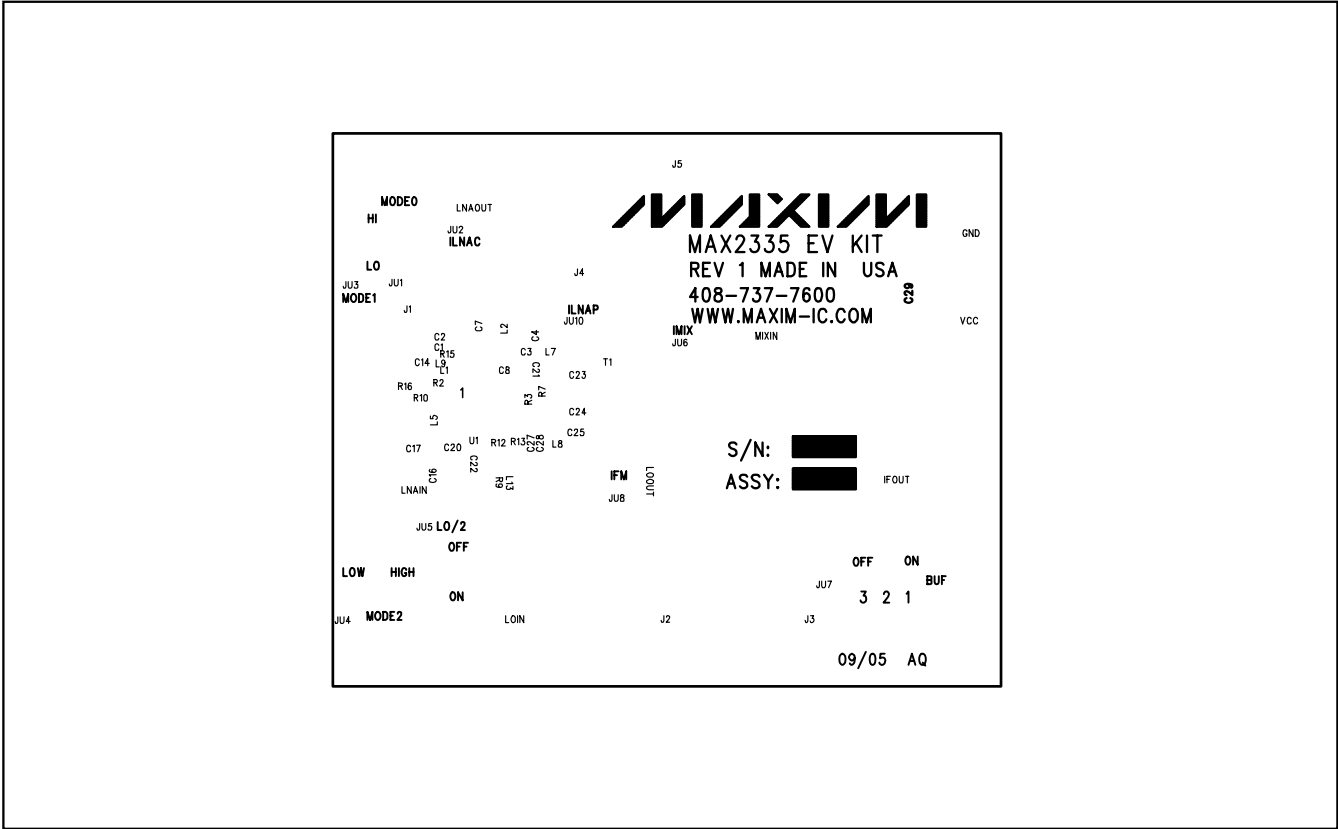 J5
MAXIM
MODE0
LNAOUT
HI
JU2
ILNAC
GND
MAX2335 EV KIT
LO
J4
REV 1 MADE IN USA
JU3
JU1
MODE1
408-737-7600
C29
J1
ILNAP
WWW.MAXIM-IC.COM
JU10
VCC
C7
L2
IMIX
C2
C4
JU6
MIXIN
C1
R15
C3
L7
C14
L9
T1
L1
C8
C21
C23
R16
R2
R10
1
R3
R7
C24
L5
C25
U1
R12
R13
C27
C28
L8
C17
C20
S/N:
C22
C16
IFM
LOOUT
ASSY:
IFOUT
LNAIN
R9
L13
JU8
JU5 LO/2
OFF
OFF ON
LOW HIGH
BUF
JU7
ON
3 2 1
JU4
MODE2
LOIN
J2
J3
09/05 AQ